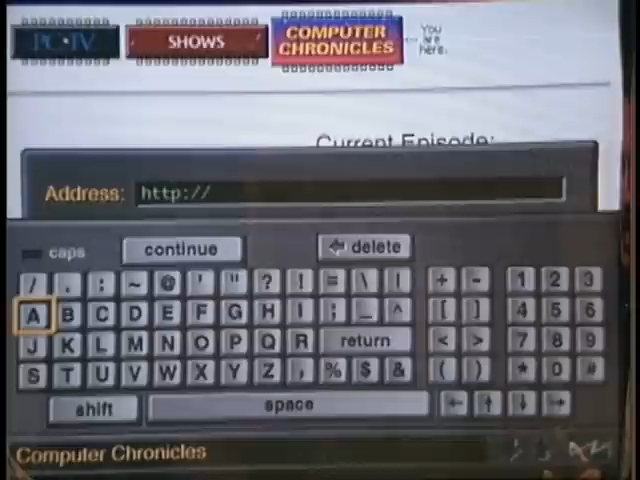 PC•TV SHOWS COMPUTER CHRONICLES
You are here.
Current Episode:
Address: http://
caps continue delete
/ . : ~ @ ' " ? ! = \ | + - 1 2 3
A B C D E F G H I ; _ ^ [ ] 4 5 6
J K L M N O P Q R return < > 7 8 9
S T U V W X Y Z , % $ & ( ) * 0 #
shift space
Computer Chronicles